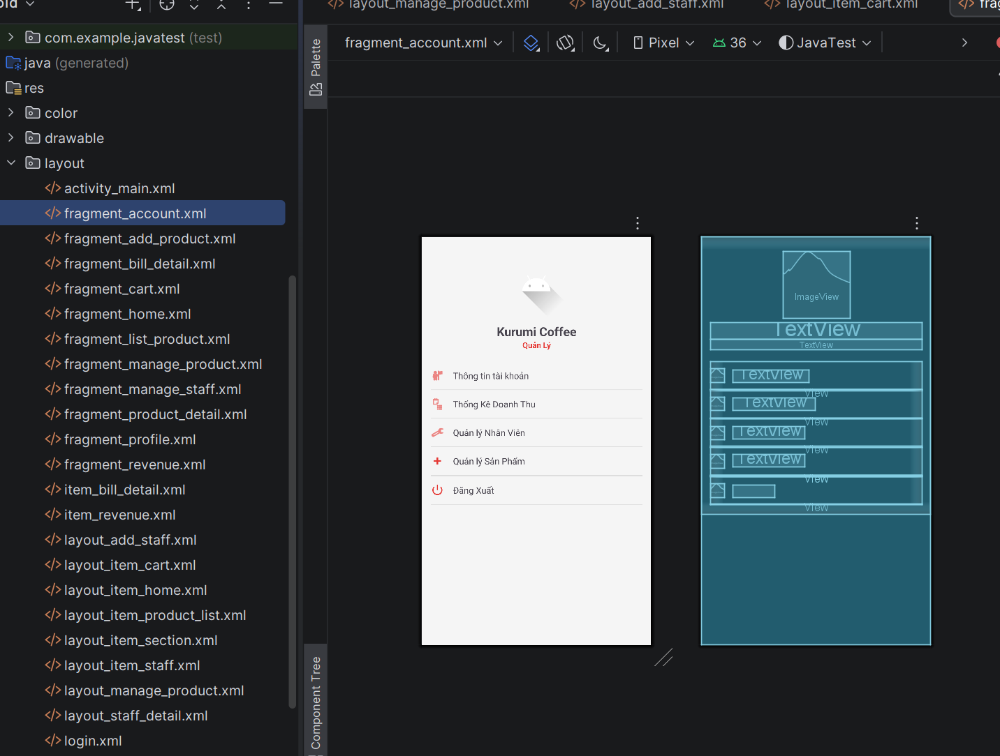 layout_manage_product.xml
layout_add_staff.xml
layout_item_cart.xml
com.example.javatest (test)
java (generated)
res
color
drawable
layout
activity_main.xml
fragment_account.xml
fragment_add_product.xml
fragment_bill_detail.xml
fragment_cart.xml
fragment_home.xml
fragment_list_product.xml
fragment_manage_product.xml
fragment_manage_staff.xml
fragment_product_detail.xml
fragment_profile.xml
fragment_revenue.xml
item_bill_detail.xml
item_revenue.xml
layout_add_staff.xml
layout_item_cart.xml
layout_item_home.xml
layout_item_product_list.xml
layout_item_section.xml
layout_item_staff.xml
layout_manage_product.xml
layout_staff_detail.xml
login.xml
Palette
Component Tree
fragment_account.xml
Pixel
36
JavaTest
Kurumi Coffee
Quản Lý
Thông tin tài khoản
Thống Kê Doanh Thu
Quản lý Nhân Viên
Quản lý Sản Phẩm
Đăng Xuất
ImageView
TextView
TextView
TextView
View
TextView
View
TextView
View
TextView
View
View